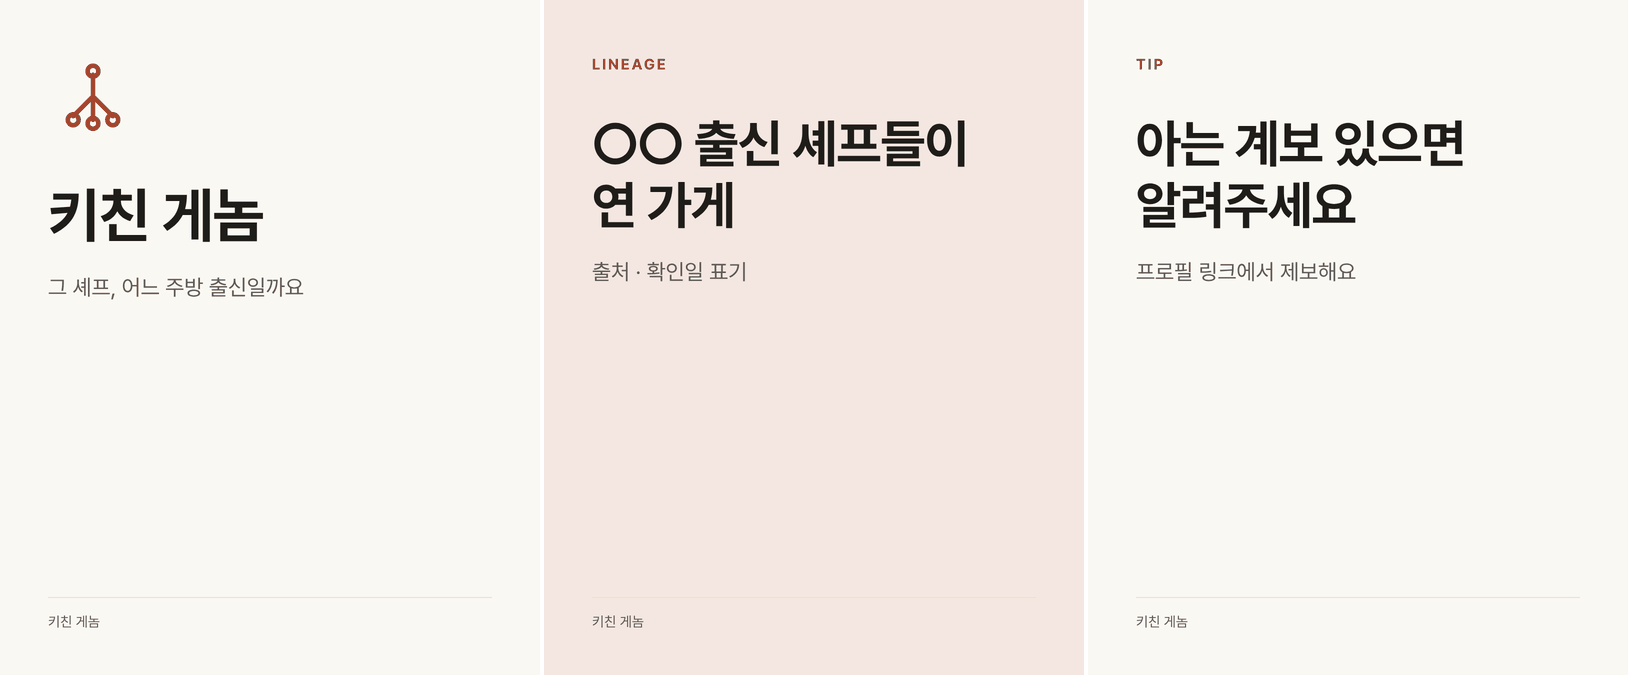 키친 게놈
그 셰프, 어느 주방 출신일까요
키친 게놈
LINEAGE
○○ 출신 셰프들이
연 가게
출처 · 확인일 표기
키친 게놈
TIP
아는 계보 있으면
알려주세요
프로필 링크에서 제보해요
키친 게놈